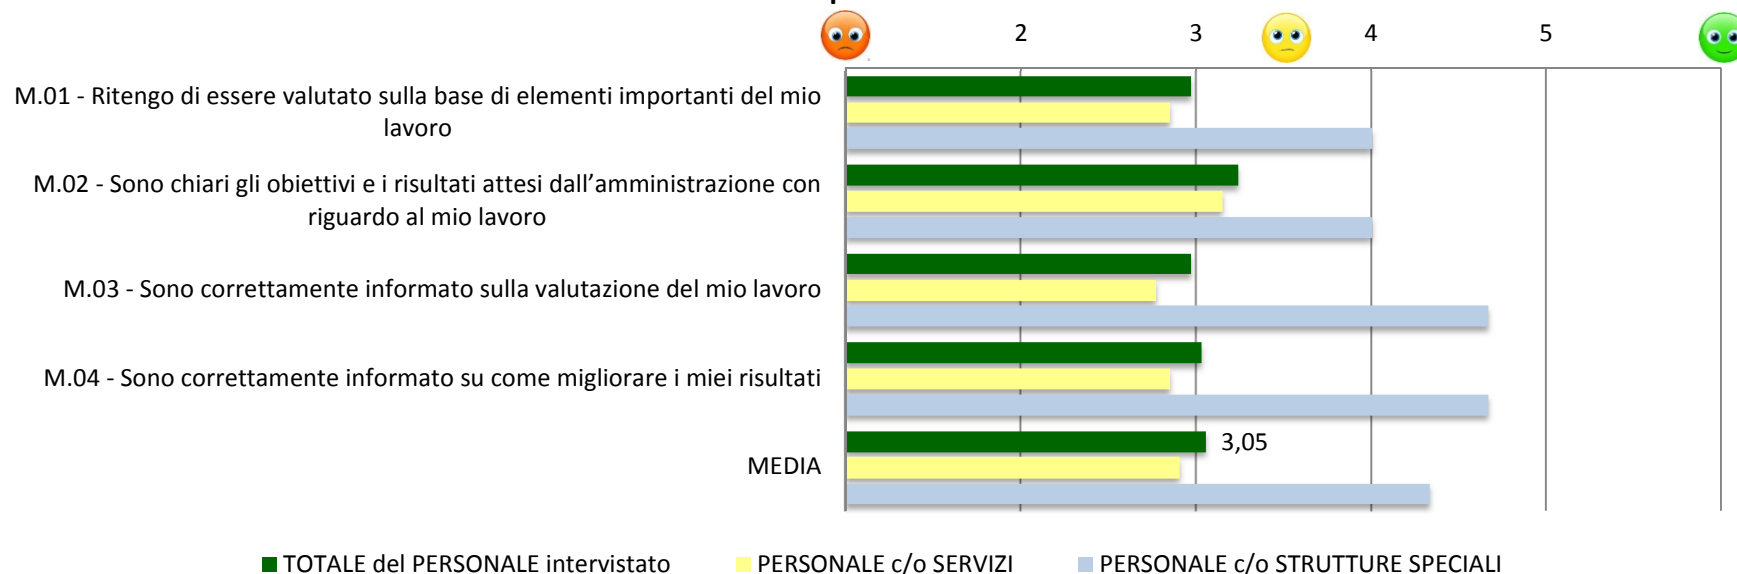 2 3 4 5
M.01 - Ritengo di essere valutato sulla base di elementi importanti del mio
lavoro
M.02 - Sono chiari gli obiettivi e i risultati attesi dall’amministrazione con
riguardo al mio lavoro
M.03 - Sono correttamente informato sulla valutazione del mio lavoro
M.04 - Sono correttamente informato su come migliorare i miei risultati
3,05
MEDIA
TOTALE del PERSONALE intervistato PERSONALE c/o SERVIZI PERSONALE c/o STRUTTURE SPECIALI